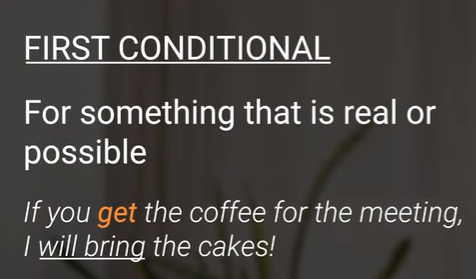 FIRST CONDITIONAL
For something that is real or
possible
If you get the coffee for the meeting,
I will bring the cakes!